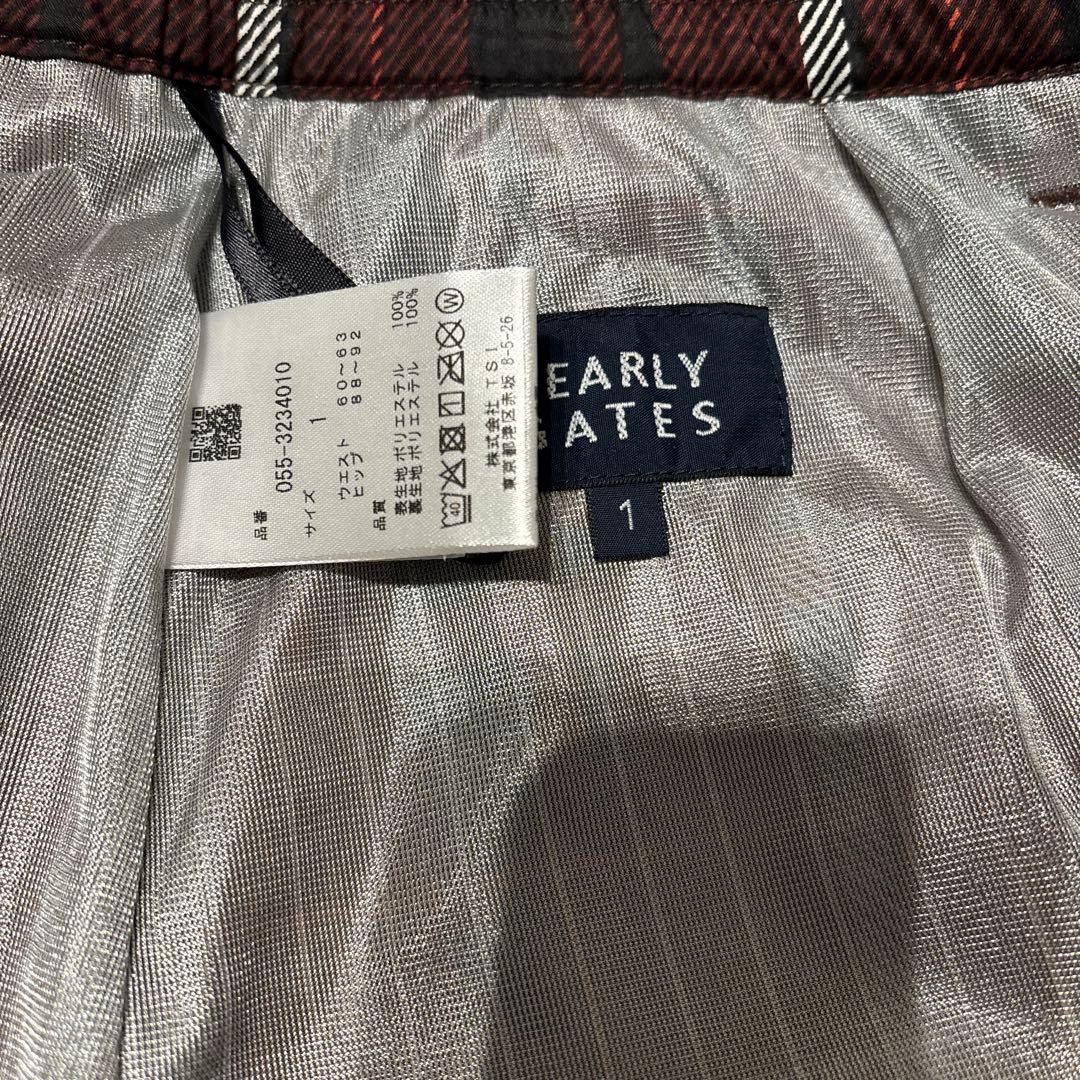 品番 055-3234010
サイズ 1
ウエスト 60~63
ヒップ 88~92
品質
表生地 ポリエステル 100%
裏生地 ポリエステル 100%
40 1 W
株式会社 TSI
東京都港区赤坂 8-5-26
EARLY
ATES
1